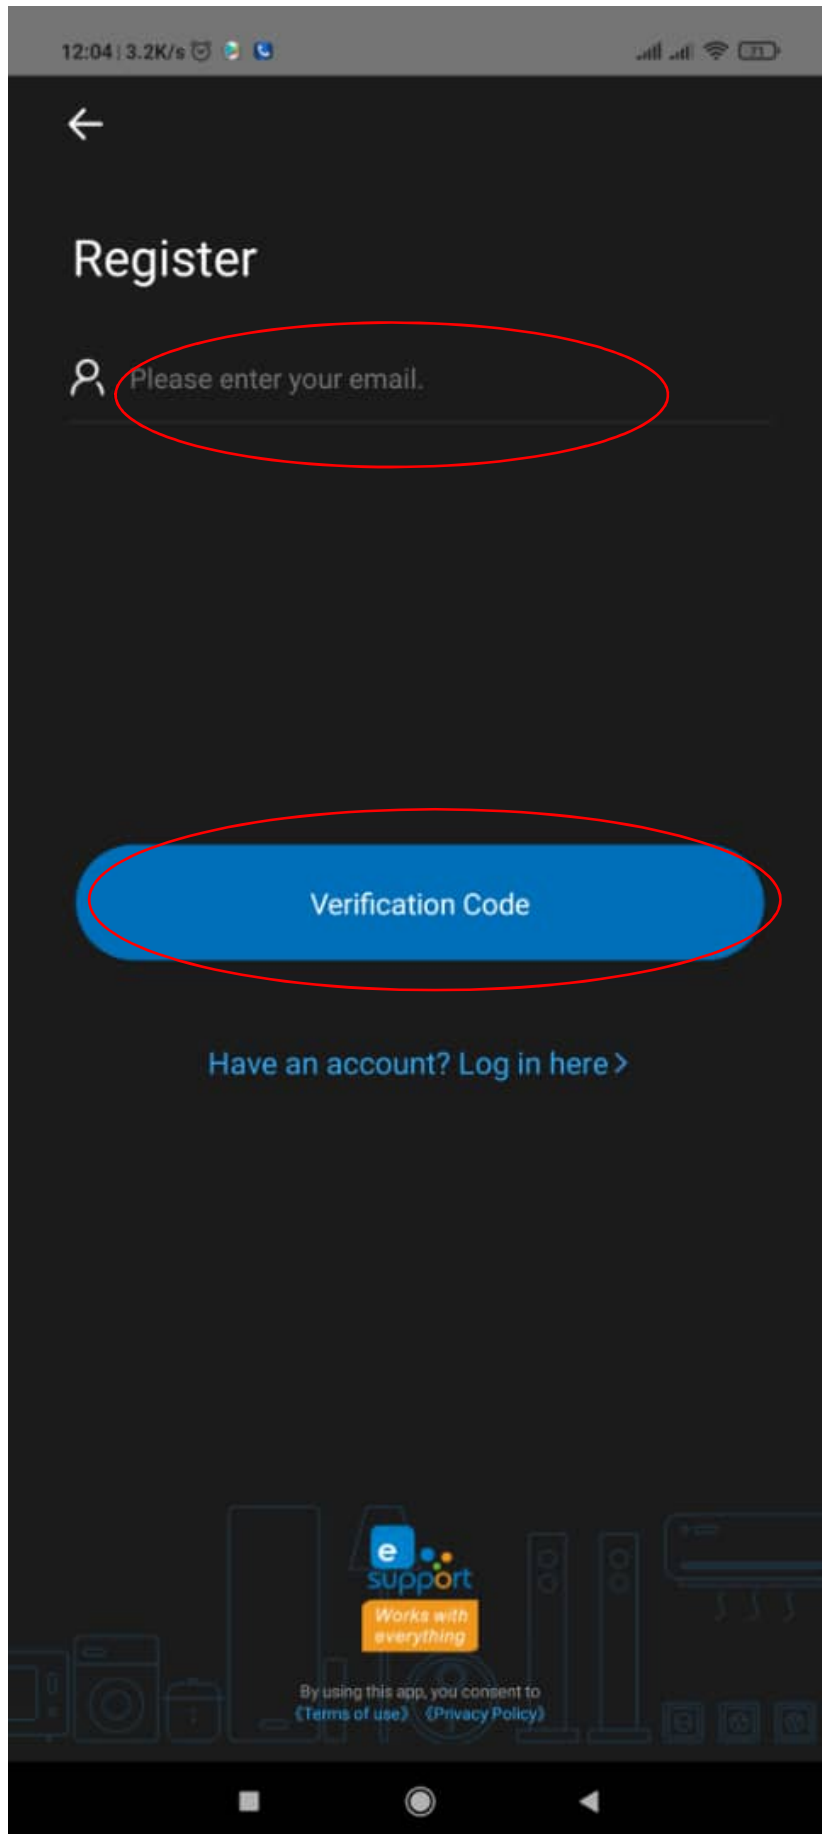 12:04 | 3.2K/s
71
Register
Please enter your email.
Verification Code
Have an account? Log in here >
e
support
Works with
everything
By using this app, you consent to
《Terms of use》 《Privacy Policy》